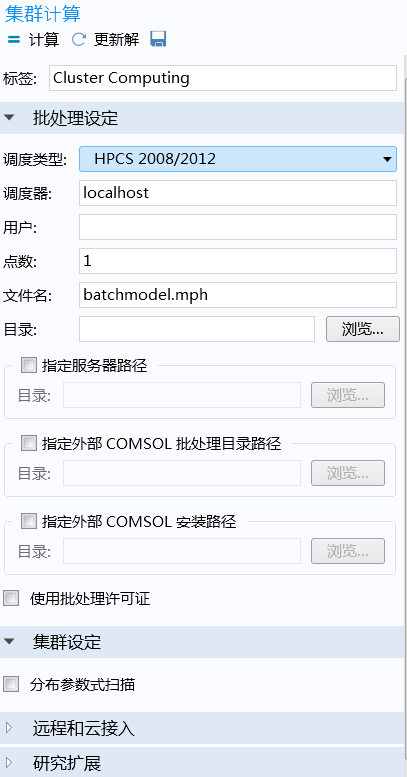 集群计算
计算 更新解
标签: Cluster Computing
批处理设定
调度类型: HPCS 2008/2012
调度器: localhost
用户:
点数: 1
文件名: batchmodel.mph
目录: 浏览...
指定服务器路径
目录: 浏览...
指定外部 COMSOL 批处理目录路径
目录: 浏览...
指定外部 COMSOL 安装路径
目录: 浏览...
使用批处理许可证
集群设定
分布参数式扫描
远程和云接入
研究扩展